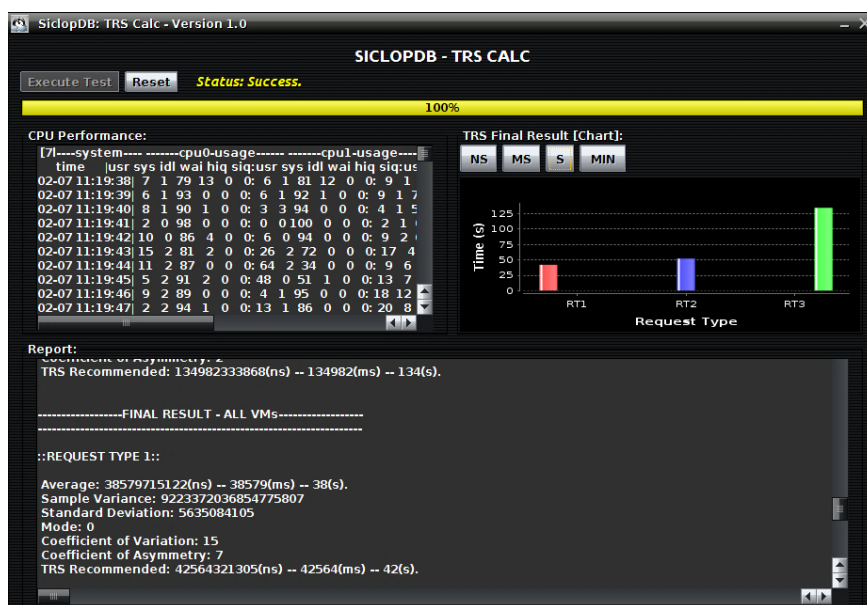 SiclopDB: TRS Calc - Version 1.0
SICLOPDB - TRS CALC
Execute Test Reset Status: Success.
100%
CPU Performance:
[7l----system---- -------cpu0-usage------ ------cpu1-usage----
time |usr sys idl wai hiq siq:usr sys idl wai hiq siq:us
02-07 11:19:38| 7 1 79 13 0 0: 6 1 81 12 0 0: 9 1
02-07 11:19:39| 6 1 93 0 0 0: 6 1 92 1 0 0: 9 1 7
02-07 11:19:40| 8 1 90 1 0 0: 3 3 94 0 0 0: 4 1 5
02-07 11:19:41| 2 0 98 0 0 0: 0 0 100 0 0 0: 2 1
02-07 11:19:42| 10 0 86 4 0 0: 6 0 94 0 0 0: 9 2
02-07 11:19:43| 15 2 81 2 0 0: 26 2 72 0 0 0: 17 4
02-07 11:19:44| 11 2 87 0 0 0: 64 2 34 0 0 0: 9 6
02-07 11:19:45| 5 2 91 2 0 0: 48 0 51 1 0 0: 13 7
02-07 11:19:46| 9 2 89 0 0 0: 4 1 95 0 0 0: 18 12
02-07 11:19:47| 2 2 94 1 0 0: 13 1 86 0 0 0: 20 8
TRS Final Result [Chart]:
NS MS S MIN
Time (s)
125
100
75
50
25
0
RT1 RT2 RT3
Request Type
Report:
Coefficient of Asymmetry: 2
TRS Recommended: 134982333868(ns) -- 134982(ms) -- 134(s).
------------------FINAL RESULT - ALL VMs------------------
----------------------------------------------------------------------
::REQUEST TYPE 1::
Average: 38579715122(ns) -- 38579(ms) -- 38(s).
Sample Variance: 9223372036854775807
Standard Deviation: 5635084105
Mode: 0
Coefficient of Variation: 15
Coefficient of Asymmetry: 7
TRS Recommended: 42564321305(ns) -- 42564(ms) -- 42(s).